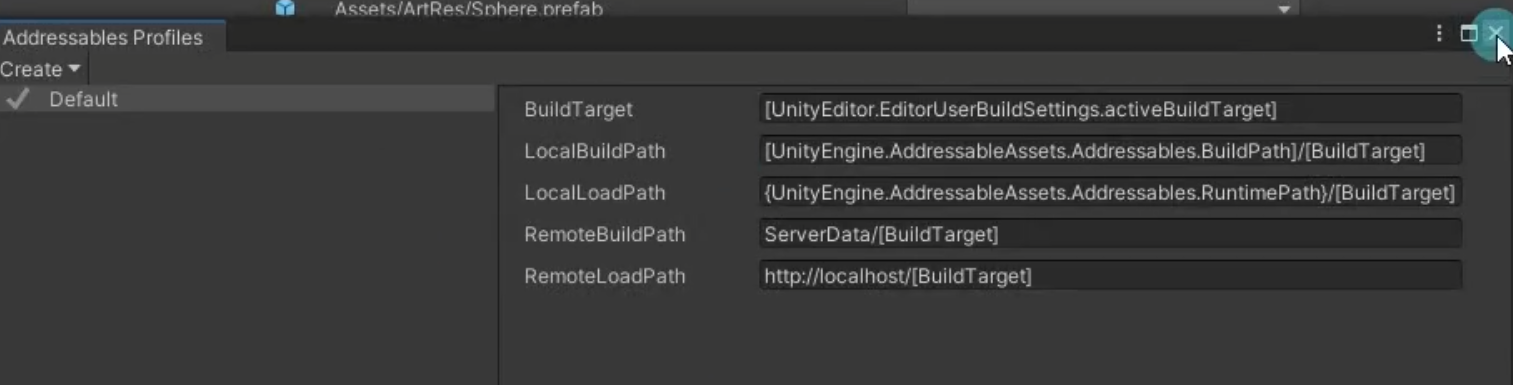 Assets/ArtRes/Sphere.prefab
Addressables Profiles
Create
Default
BuildTarget [UnityEditor.EditorUserBuildSettings.activeBuildTarget]
LocalBuildPath [UnityEngine.AddressableAssets.Addressables.BuildPath]/[BuildTarget]
LocalLoadPath {UnityEngine.AddressableAssets.Addressables.RuntimePath}/[BuildTarget]
RemoteBuildPath ServerData/[BuildTarget]
RemoteLoadPath http://localhost/[BuildTarget]